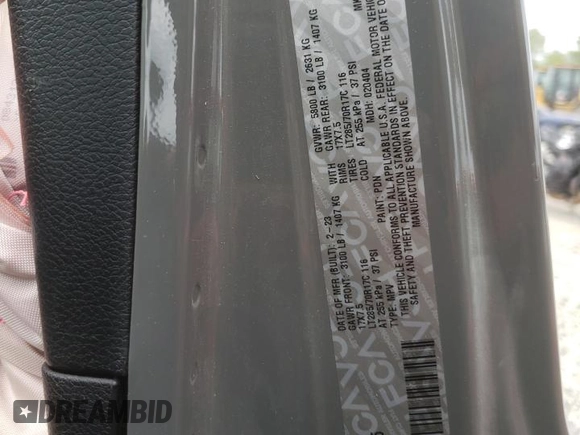 DATE OF MFR (BUILT): 2-23 GVWR: 5800 LB / 2631 KG
GAWR FRONT: 3100 LB / 1407 KG WITH GAWR REAR: 3100 LB / 1407 KG
17X7.5 RIMS 17X7.5
LT285/70R17C 116 TIRES LT285/70R17C 116
AT 255 kPa / 37 PSI COLD AT 255 kPa / 37 PSI
TYPE: MPV PAINT: PDN MDH: 020404
THIS VEHICLE CONFORMS TO ALL APPLICABLE U.S.A. FEDERAL MOTOR
SAFETY AND THEFT PREVENTION STANDARDS IN EFFECT ON THE DATE OF
MANUFACTURE SHOWN ABOVE.
DREAMBID